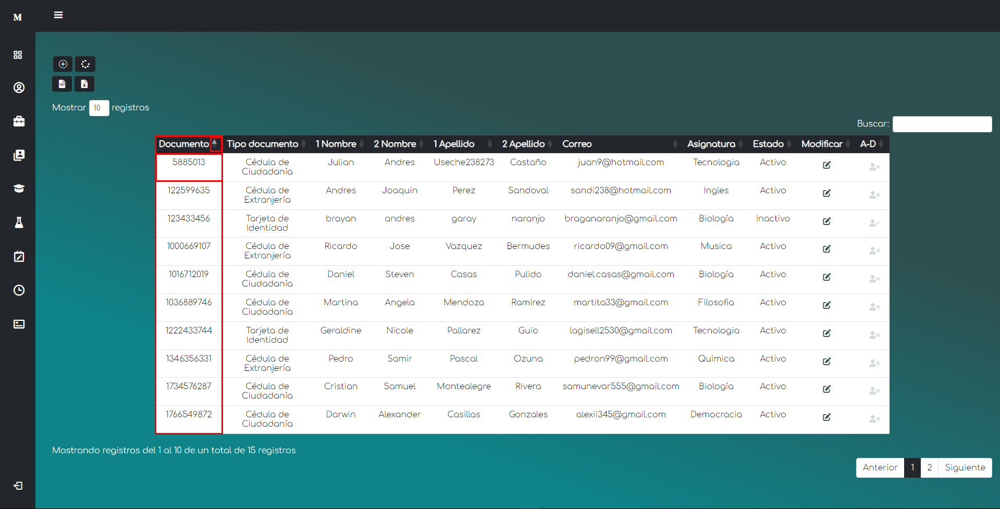 M
Mostrar 10 registros
Buscar:
Documento Tipo documento 1 Nombre 2 Nombre 1 Apellido 2 Apellido Correo Asignatura Estado Modificar A-D
5885013 Cédula de Ciudadanía Julian Andres Useche238273 Castaño juan9@hotmail.com Tecnologia Activo
122599635 Cédula de Extranjería Andres Joaquin Perez Sandoval sandi238@hotmail.com Ingles Activo
123433456 Tarjeta de Identidad brayan andres garay naranjo braganaranjo@gmail.com Biología Inactivo
1000669107 Cédula de Extranjería Ricardo Jose Vazquez Bermudes ricardo09@gmail.com Musica Activo
1016712019 Cédula de Ciudadanía Daniel Steven Casas Pulido daniel.casas@gmail.com Biología Activo
1036889746 Cédula de Ciudadanía Martina Angela Mendoza Ramirez martita33@gmail.com Filosofia Activo
1222433744 Tarjeta de Identidad Geraldine Nicole Pallarez Guio lagisell2530@gmail.com Tecnologia Activo
1346356331 Cédula de Extranjería Pedro Samir Pascal Ozuna pedron99@gmail.com Quimica Activo
1734576287 Cédula de Ciudadanía Cristian Samuel Montealegre Rivera samunevar555@gmail.com Biología Activo
1766549872 Cédula de Ciudadanía Darwin Alexander Casillas Gonzales alexii345@gmail.com Democracia Activo
Mostrando registros del 1 al 10 de un total de 15 registros
Anterior 1 2 Siguiente